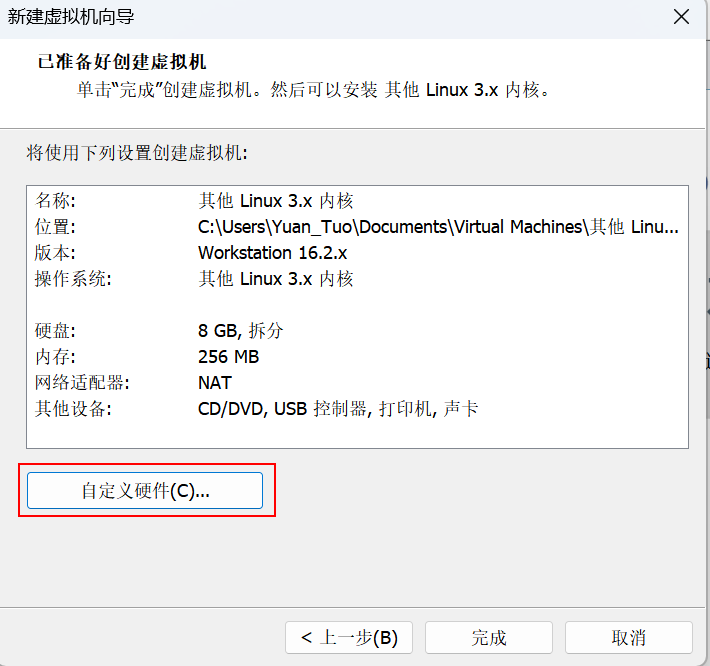 新建虚拟机向导
已准备好创建虚拟机
单击“完成”创建虚拟机。然后可以安装 其他 Linux 3.x 内核。
将使用下列设置创建虚拟机:
名称: 其他 Linux 3.x 内核
位置: C:\Users\Yuan_Tuo\Documents\Virtual Machines\其他 Linu...
版本: Workstation 16.2.x
操作系统: 其他 Linux 3.x 内核
硬盘: 8 GB, 拆分
内存: 256 MB
网络适配器: NAT
其他设备: CD/DVD, USB 控制器, 打印机, 声卡
自定义硬件(C)...
< 上一步(B) 完成 取消